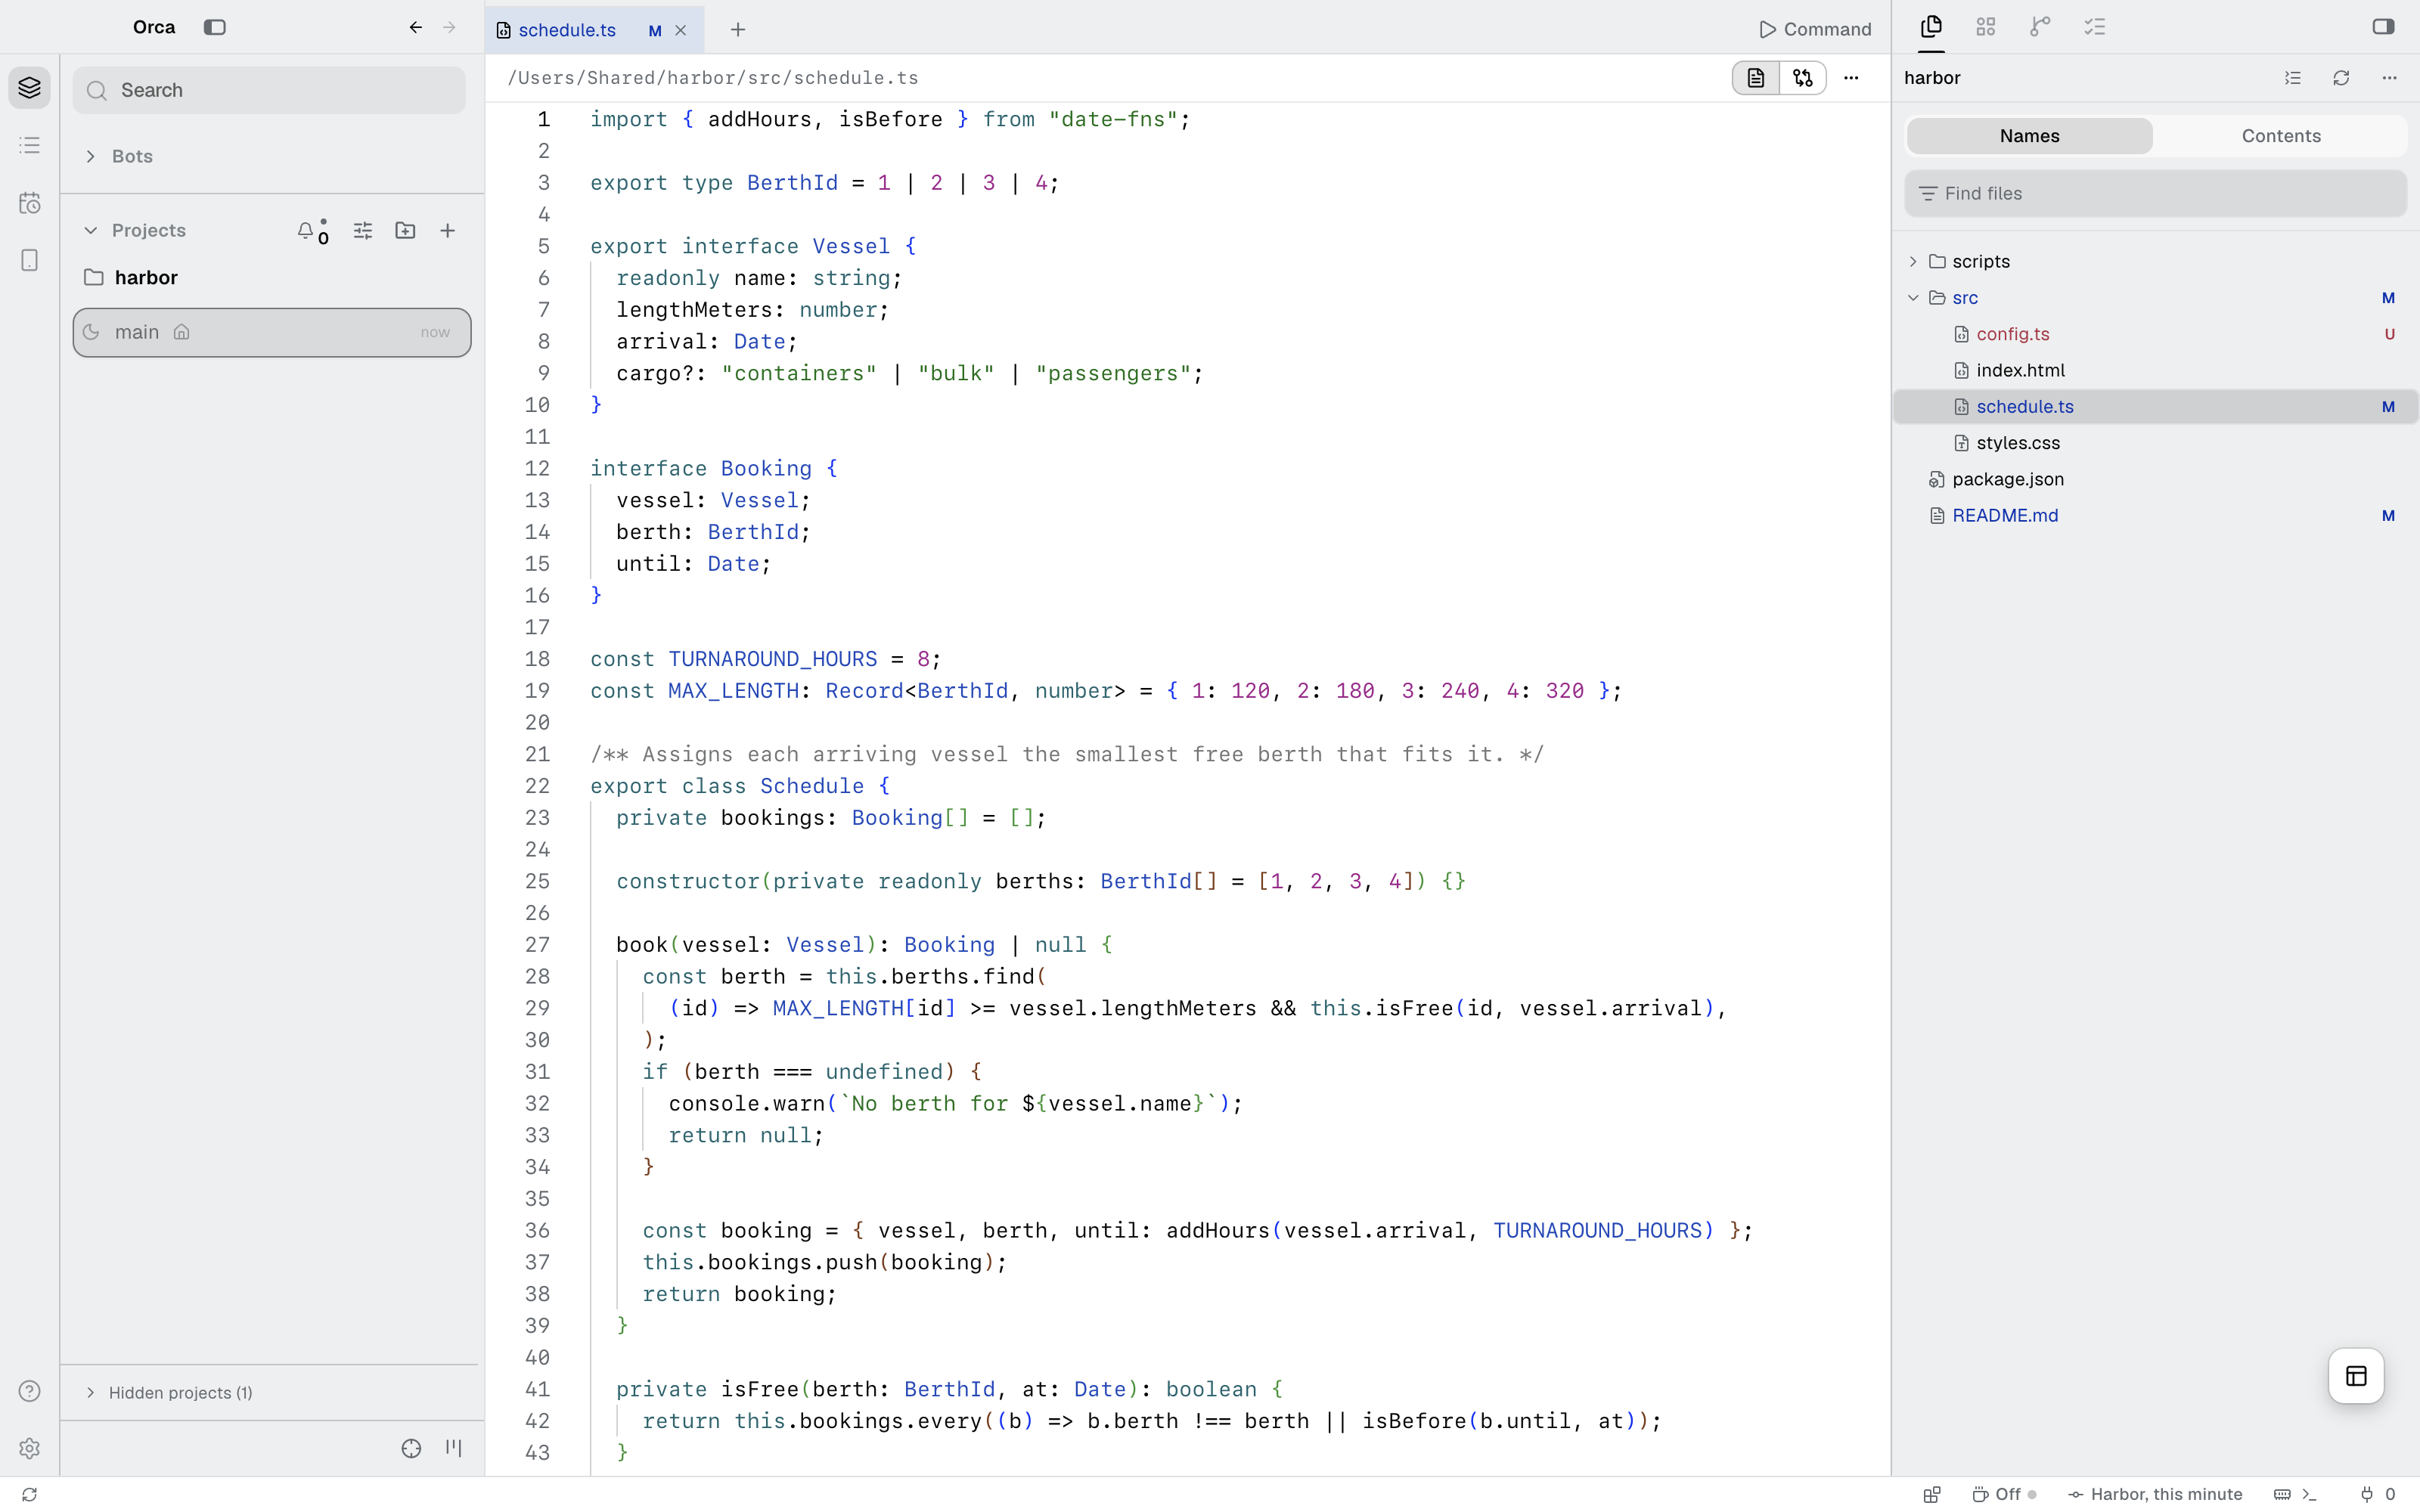 Orca
Search
Bots
Projects
0
harbor
main
now
Hidden projects (1)
schedule.ts M
Command
/Users/Shared/harbor/src/schedule.ts
1 import { addHours, isBefore } from "date-fns";
2
3 export type BerthId = 1 | 2 | 3 | 4;
4
5 export interface Vessel {
6 readonly name: string;
7 lengthMeters: number;
8 arrival: Date;
9 cargo?: "containers" | "bulk" | "passengers";
10 }
11
12 interface Booking {
13 vessel: Vessel;
14 berth: BerthId;
15 until: Date;
16 }
17
18 const TURNAROUND_HOURS = 8;
19 const MAX_LENGTH: Record<BerthId, number> = { 1: 120, 2: 180, 3: 240, 4: 320 };
20
21 /** Assigns each arriving vessel the smallest free berth that fits it. */
22 export class Schedule {
23 private bookings: Booking[] = [];
24
25 constructor(private readonly berths: BerthId[] = [1, 2, 3, 4]) {}
26
27 book(vessel: Vessel): Booking | null {
28 const berth = this.berths.find(
29 (id) => MAX_LENGTH[id] >= vessel.lengthMeters && this.isFree(id, vessel.arrival),
30 );
31 if (berth === undefined) {
32 console.warn(`No berth for ${vessel.name}`);
33 return null;
34 }
35
36 const booking = { vessel, berth, until: addHours(vessel.arrival, TURNAROUND_HOURS) };
37 this.bookings.push(booking);
38 return booking;
39 }
40
41 private isFree(berth: BerthId, at: Date): boolean {
42 return this.bookings.every((b) => b.berth !== berth || isBefore(b.until, at));
43 }
harbor
Names
Contents
Find files
scripts
src M
config.ts U
index.html
schedule.ts M
styles.css
package.json
README.md M
Off
Harbor, this minute
0